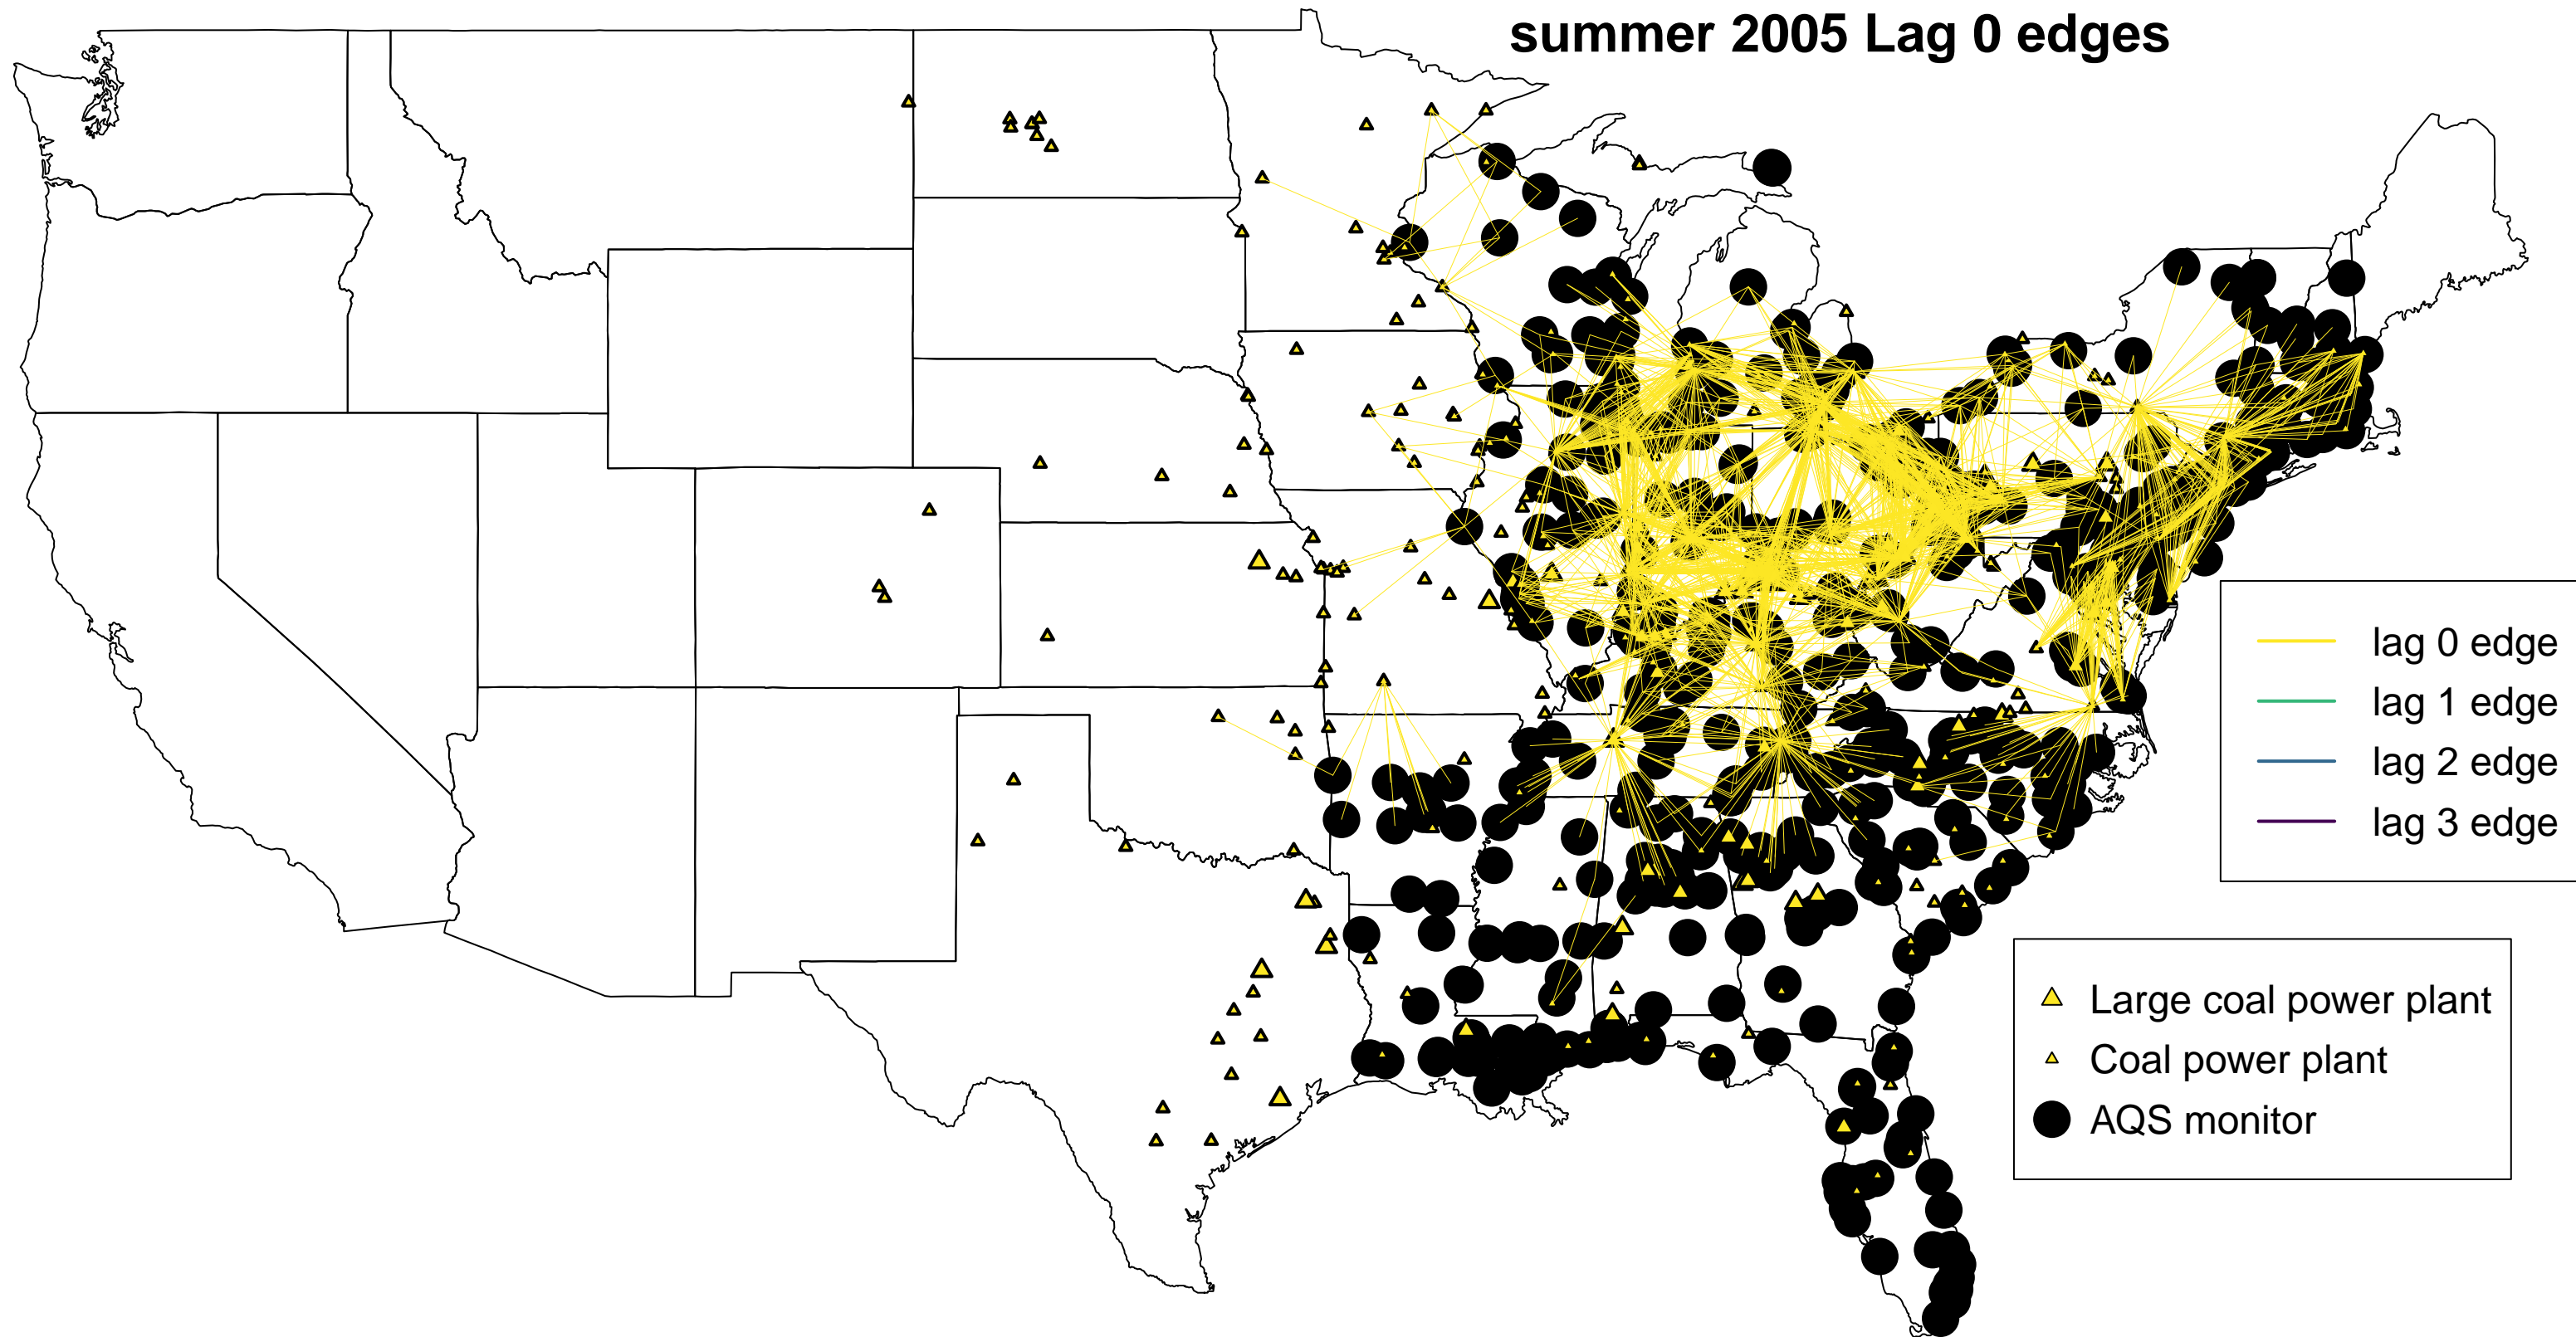 summer 2005 Lag 0 edges
lag 0 edge
lag 1 edge
lag 2 edge
lag 3 edge
Large coal power plant
Coal power plant
AQS monitor